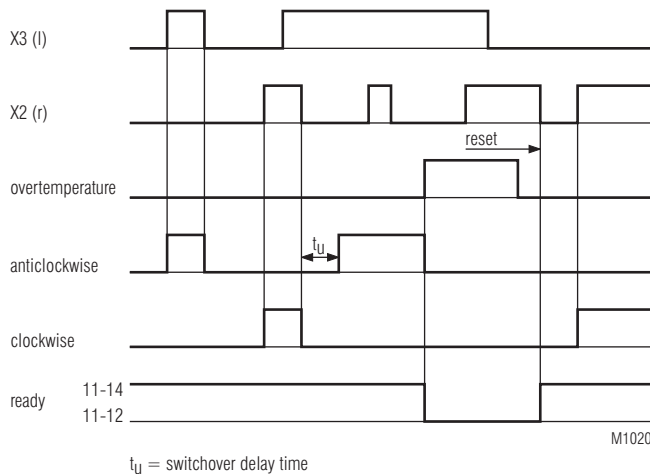 X3 (l)
X2 (r)
reset
overtemperature
tu
anticlockwise
clockwise
11-14
ready
11-12
M1020
tu = switchover delay time